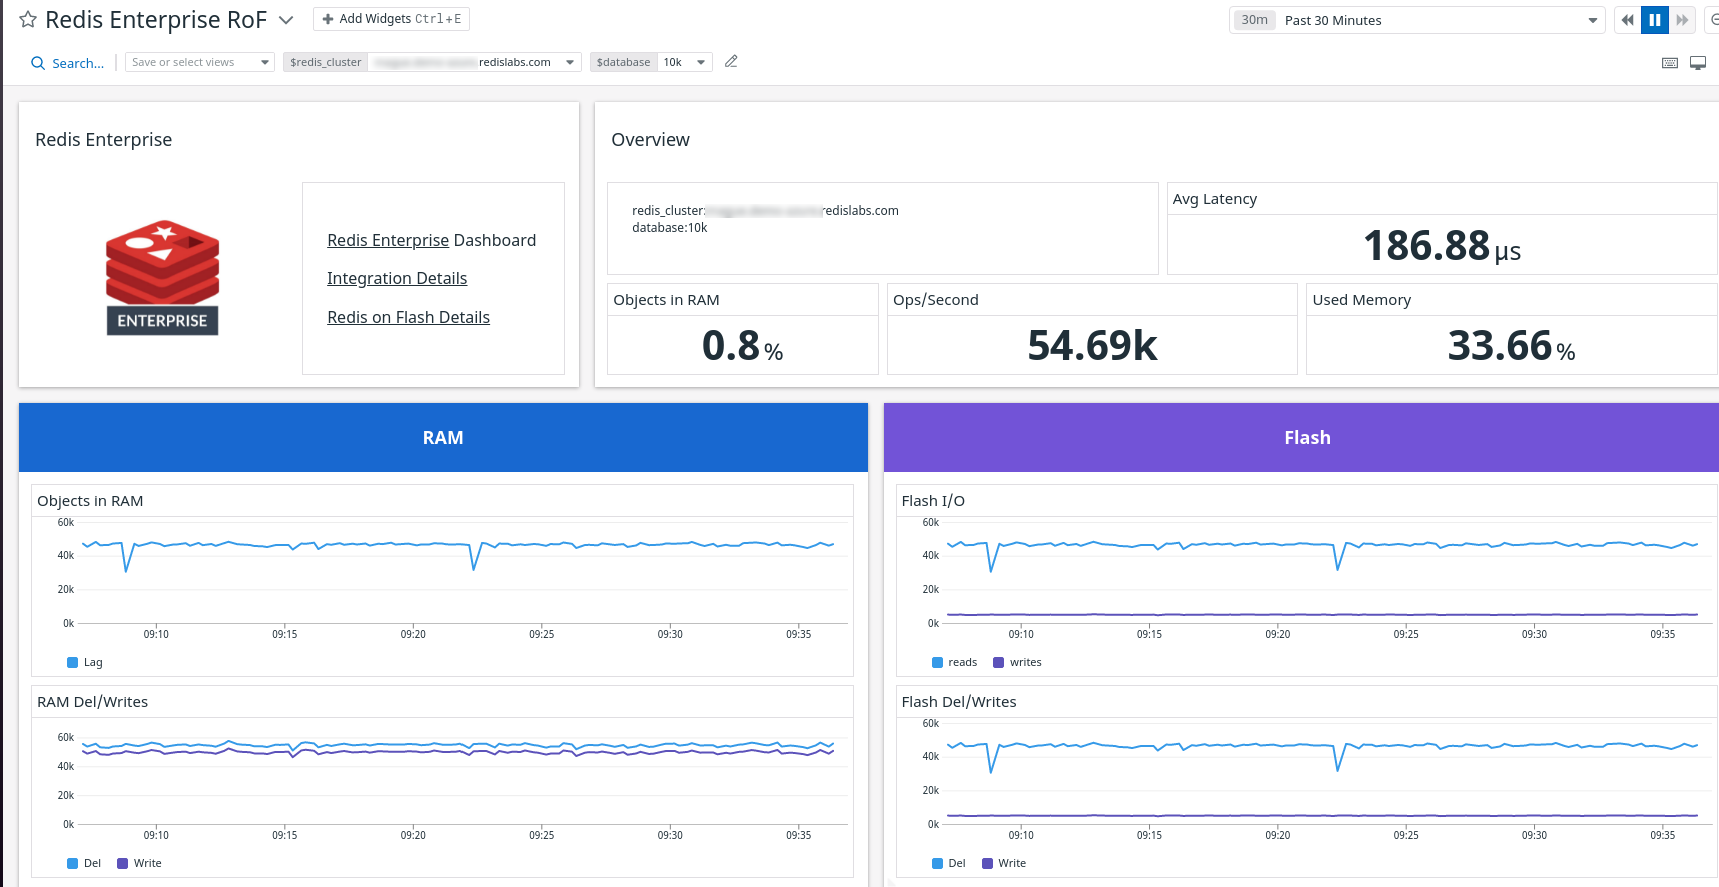 Redis Enterprise RoF
Add Widgets Ctrl+E
30m Past 30 Minutes
Search...
Save or select views
$redis_cluster redislabs.com
$database 10k
Redis Enterprise
ENTERPRISE
Redis Enterprise Dashboard
Integration Details
Redis on Flash Details
Overview
redis_cluster: redislabs.com
database:10k
Avg Latency
186.88 µs
Objects in RAM
0.8 %
Ops/Second
54.69k
Used Memory
33.66 %
RAM
Objects in RAM
60k
40k
20k
0k
09:10 09:15 09:20 09:25 09:30 09:35
Lag
RAM Del/Writes
60k
40k
20k
0k
09:10 09:15 09:20 09:25 09:30 09:35
Del Write
Flash
Flash I/O
60k
40k
20k
0k
09:10 09:15 09:20 09:25 09:30 09:35
reads writes
Flash Del/Writes
60k
40k
20k
0k
09:10 09:15 09:20 09:25 09:30 09:35
Del Write